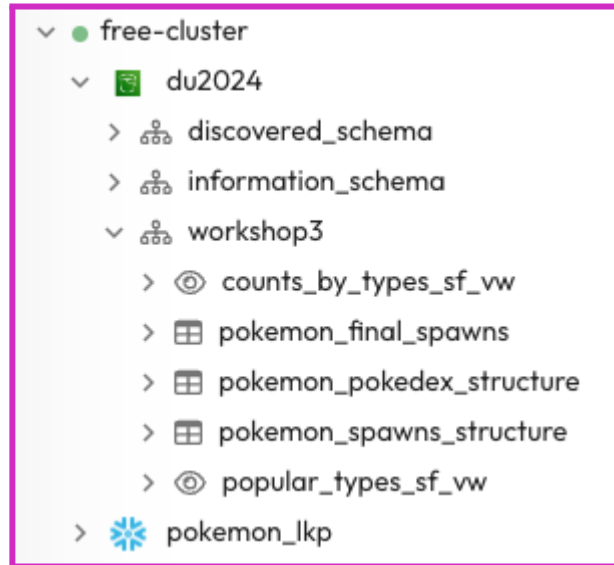 free-cluster
du2024
discovered_schema
information_schema
workshop3
counts_by_types_sf_vw
pokemon_final_spawns
pokemon_pokedex_structure
pokemon_spawns_structure
popular_types_sf_vw
pokemon_lkp